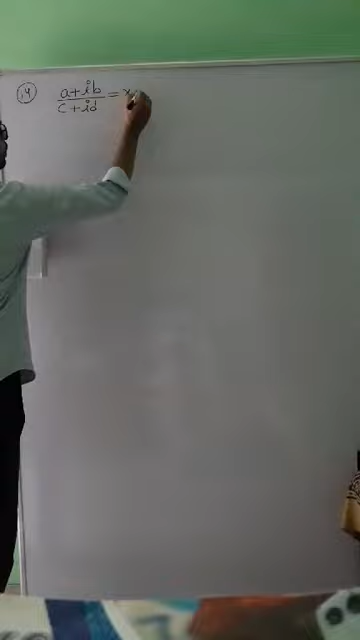 14
a+ib/c+id = x